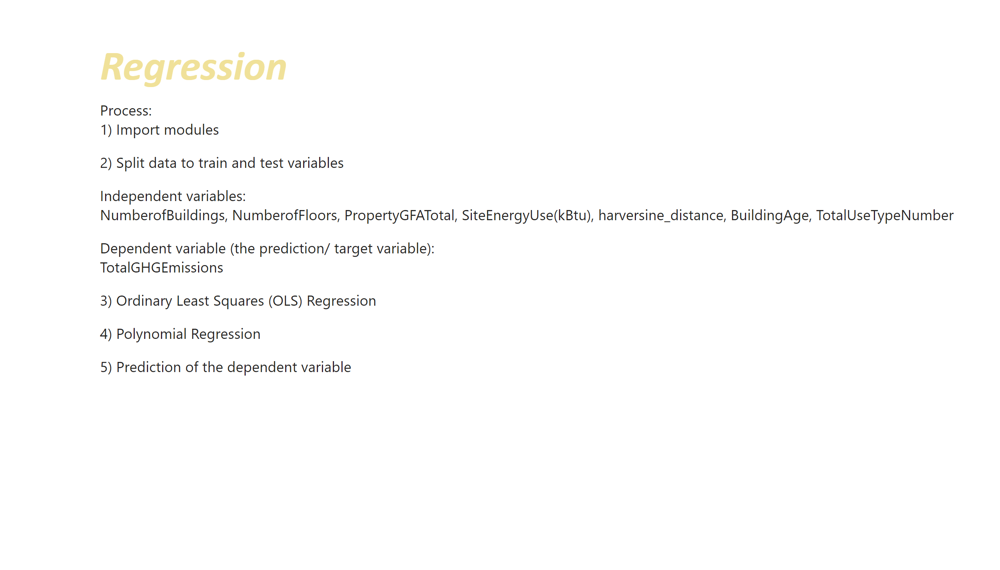 Regression
Process:
1) Import modules
2) Split data to train and test variables
Independent variables:
NumberofBuildings, NumberofFloors, PropertyGFATotal, SiteEnergyUse(kBtu), harversine_distance, BuildingAge, TotalUseTypeNumber
Dependent variable (the prediction/ target variable):
TotalGHGEmissions
3) Ordinary Least Squares (OLS) Regression
4) Polynomial Regression
5) Prediction of the dependent variable